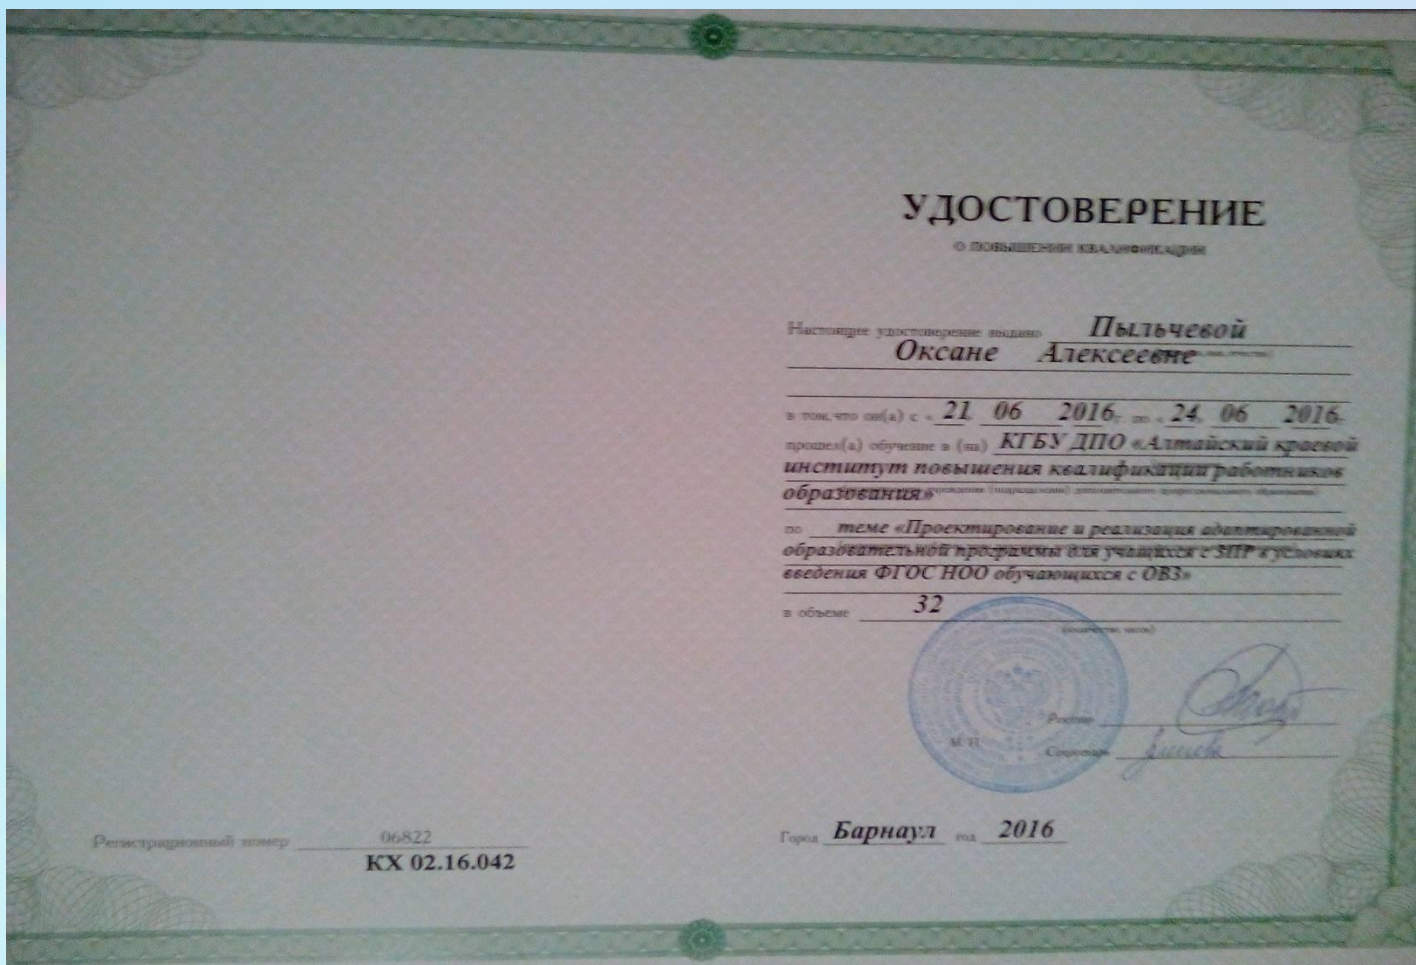 УДОСТОВЕРЕНИЕ
О ПОВЫШЕНИИ КВАЛИФИКАЦИИ
Настоящее удостоверение выдано Пыльчевой
Оксане Алексеевне
в том, что он(а) с « 21 » 06 2016 г. по « 24 » 06 2016 г.
прошел(а) обучение в (на) КГБУ ДПО «Алтайский краевой
институт повышения квалификации работников
образования»
по теме «Проектирование и реализация адаптированной
образовательной программы для учащихся с ЗПР в условиях
введения ФГОС НОО обучающихся с ОВЗ»
в объеме 32
(количество часов)
Ректор
М. П.
Секретарь
Город Барнаул год 2016
Регистрационный номер 06822
КХ 02.16.042